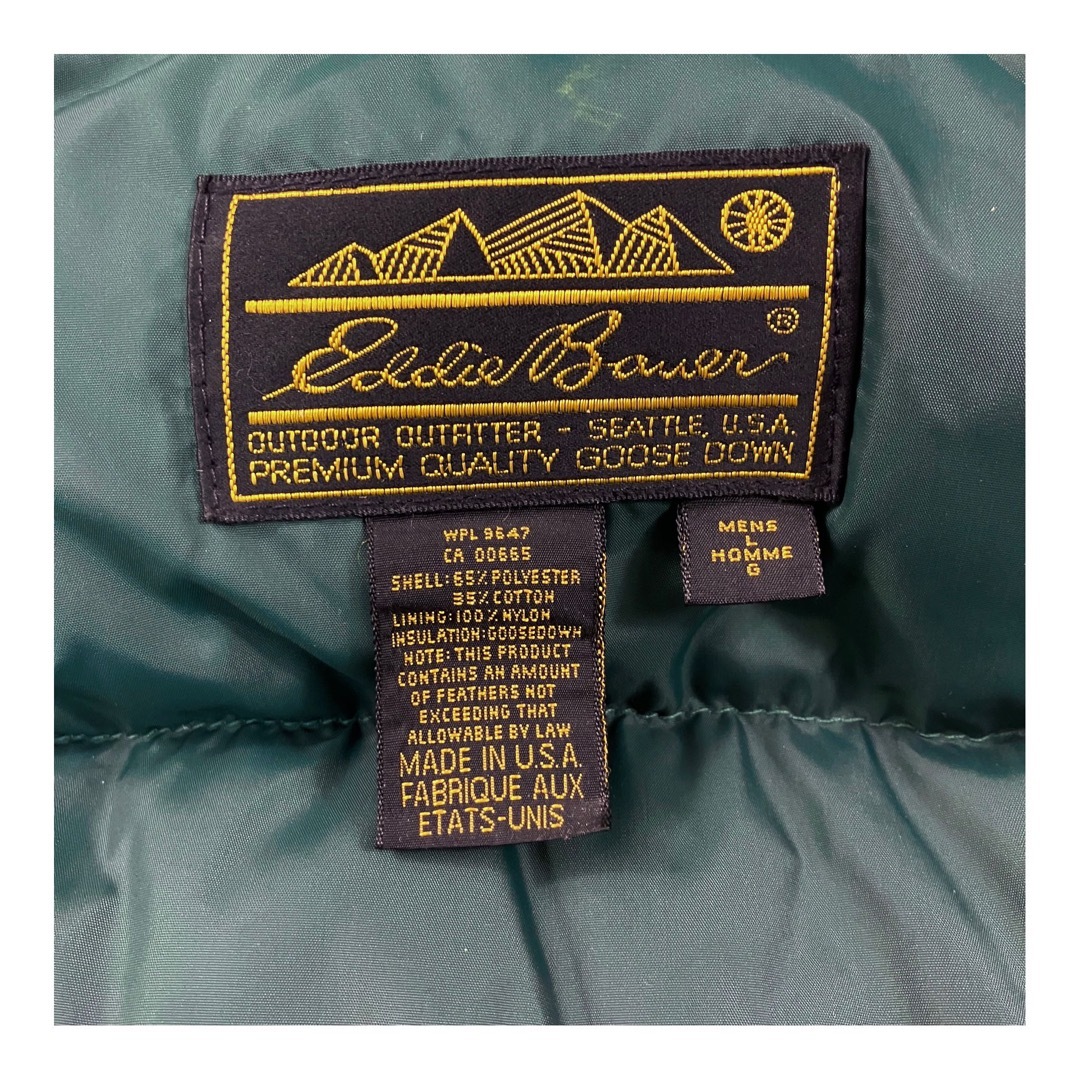 Eddie Bauer ®
OUTDOOR OUTFITTER - SEATTLE, U.S.A.
PREMIUM QUALITY GOOSE DOWN
WPL 9647
CA 00665
SHELL: 65% POLYESTER
35% COTTON
LINING: 100% NYLON
INSULATION: GOOSEDOWN
NOTE: THIS PRODUCT
CONTAINS AN AMOUNT
OF FEATHERS NOT
EXCEEDING THAT
ALLOWABLE BY LAW
MADE IN U.S.A.
FABRIQUE AUX
ETATS-UNIS
MENS
L
HOMME
G